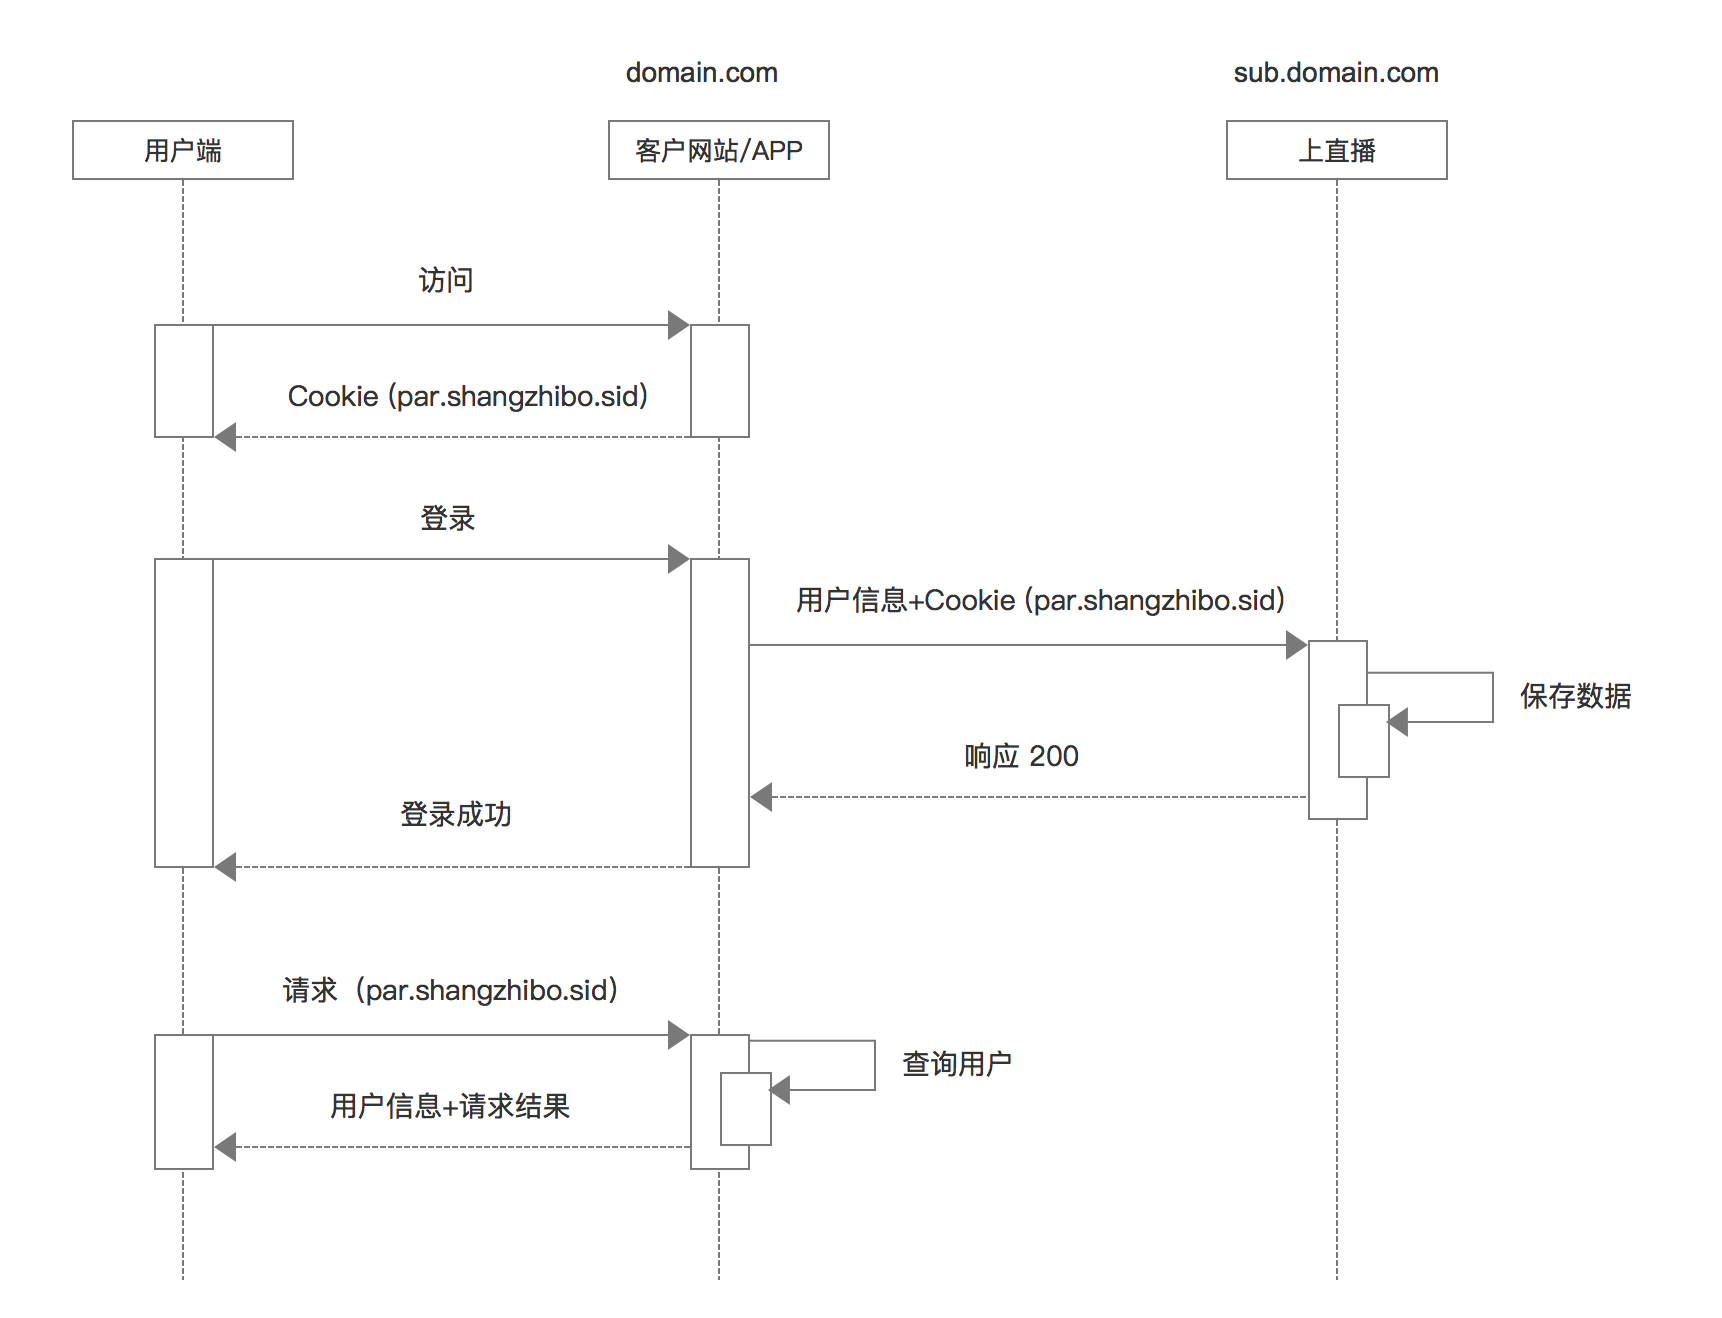 domain.com
sub.domain.com
用户端
客户网站/APP
上直播
访问
Cookie (par.shangzhibo.sid)
登录
用户信息+Cookie (par.shangzhibo.sid)
保存数据
响应 200
登录成功
请求（par.shangzhibo.sid）
查询用户
用户信息+请求结果